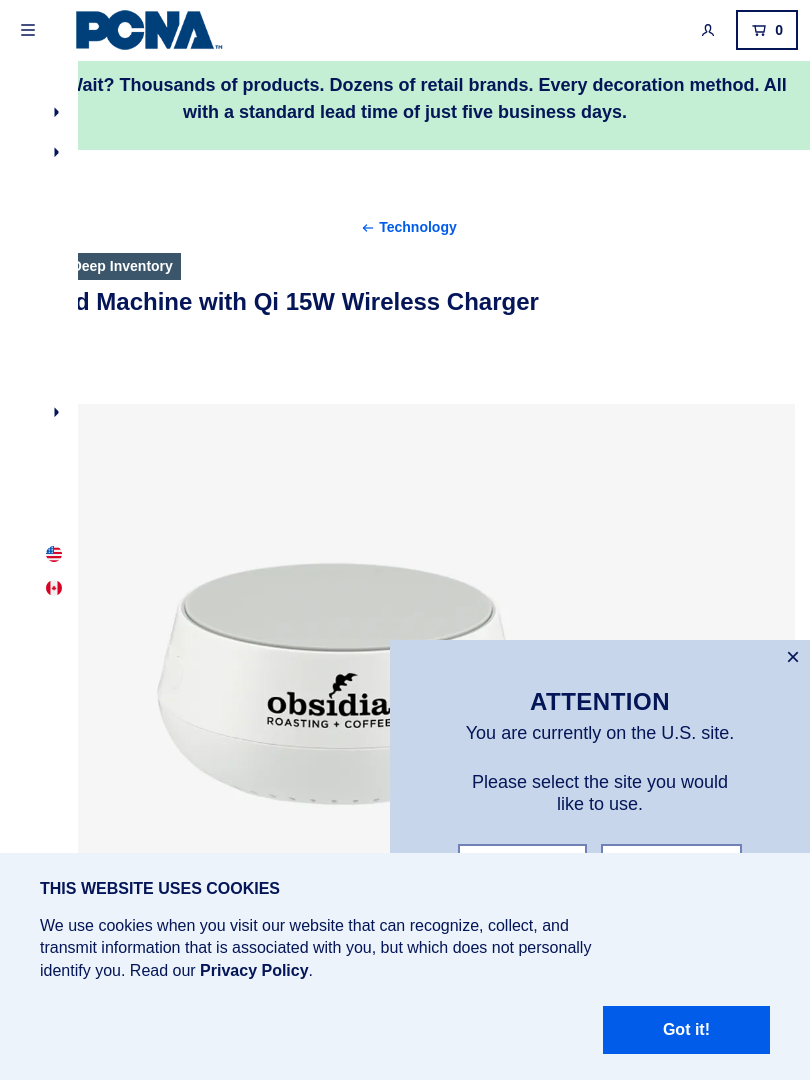 PCNA™
0
Thousands of products. Dozens of retail brands. Every decoration method. All
with a standard lead time of just five business days.
← Technology
Deep Inventory
Machine with Qi 15W Wireless Charger
obsidia
ROASTING + COFFEE
×
ATTENTION
You are currently on the U.S. site.
Please select the site you would
like to use.
THIS WEBSITE USES COOKIES
We use cookies when you visit our website that can recognize, collect, and
transmit information that is associated with you, but which does not personally
identify you. Read our Privacy Policy.
Got it!